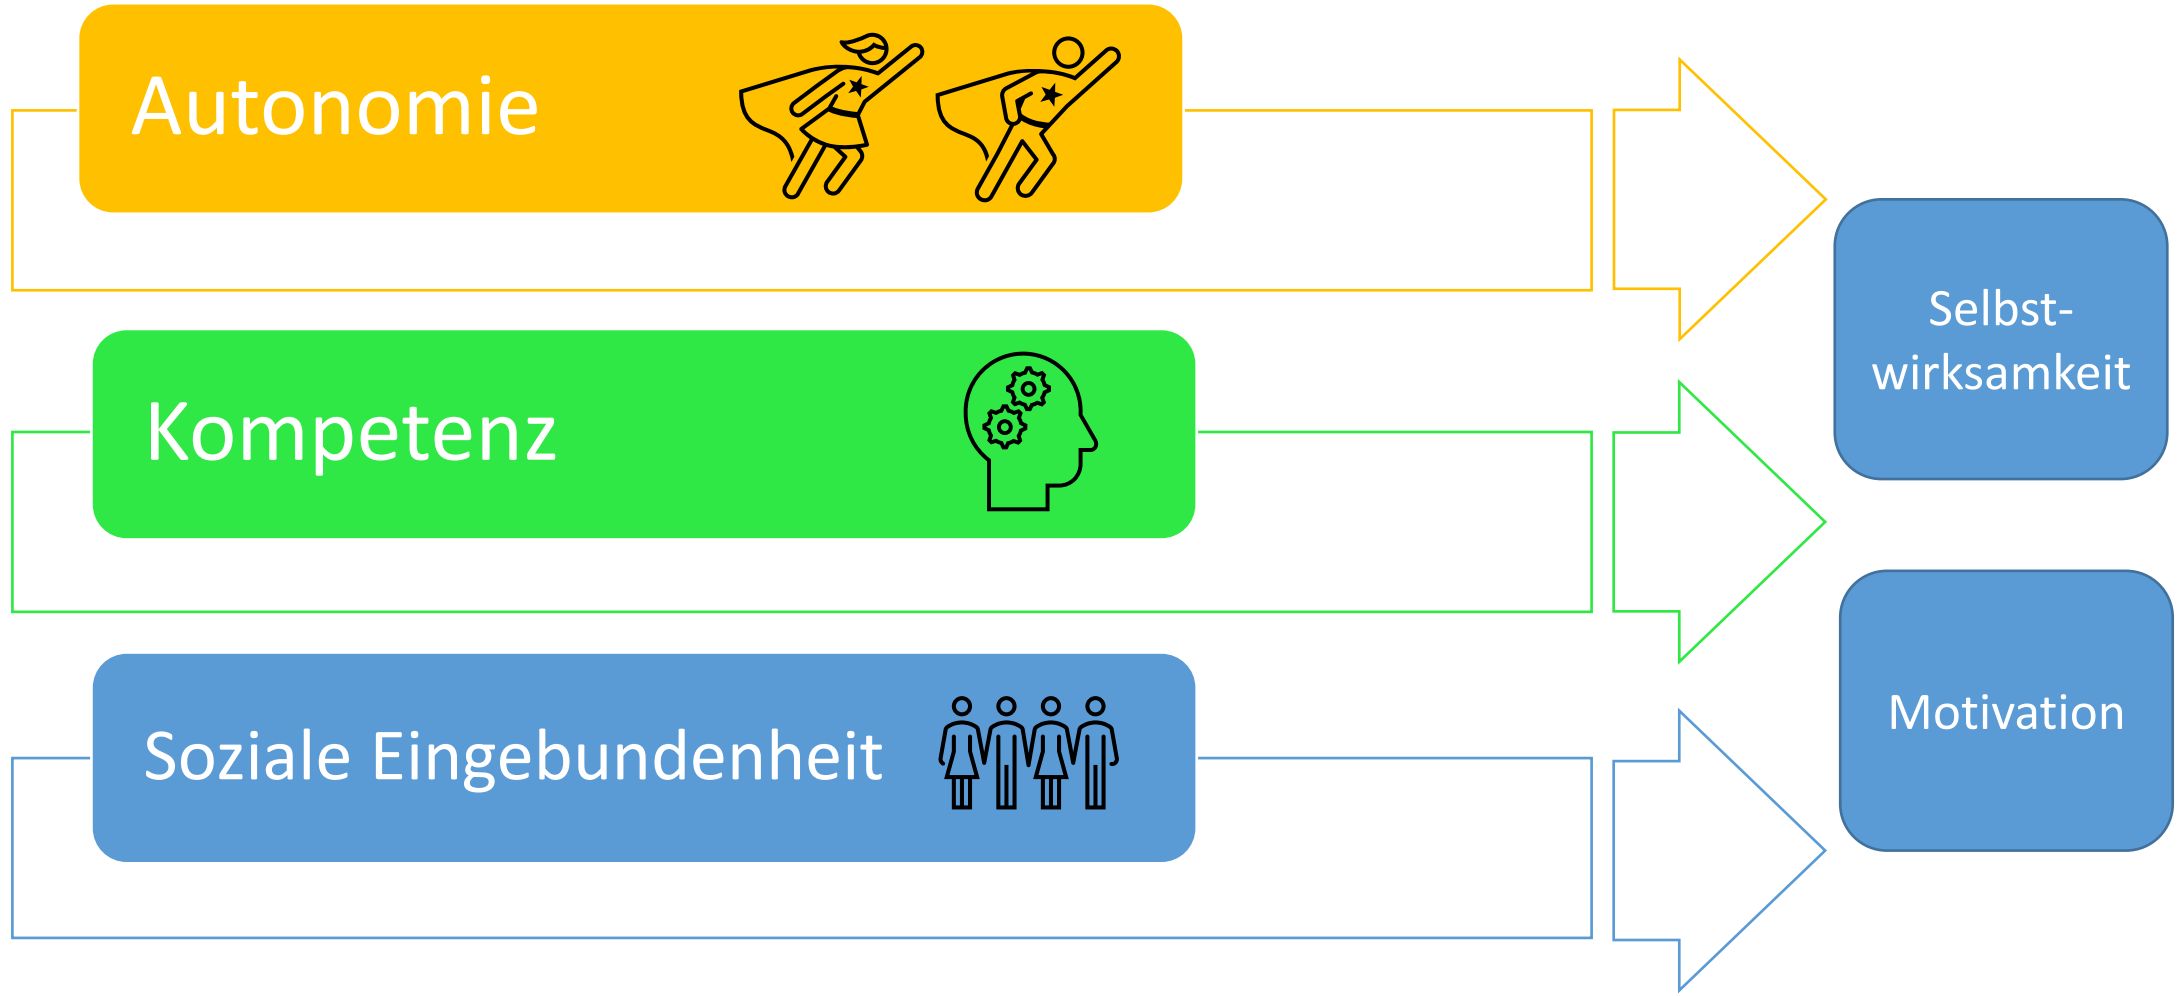 Autonomie
Kompetenz
Soziale Eingebundenheit
Selbst-
wirksamkeit
Motivation